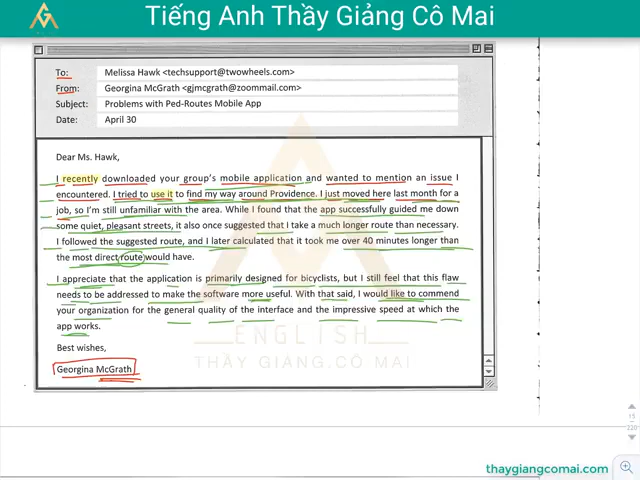 Tiếng Anh Thầy Giảng Cô Mai
To: Melissa Hawk <techsupport@twowheels.com>
From: Georgina McGrath <gjmcgrath@zoommail.com>
Subject: Problems with Ped-Routes Mobile App
Date: April 30
Dear Ms. Hawk,
I recently downloaded your group's mobile application and wanted to mention an issue I
encountered. I tried to use it to find my way around Providence. I just moved here last month for a
job, so I'm still unfamiliar with the area. While I found that the app successfully guided me down
some quiet, pleasant streets, it also once suggested that I take a much longer route than necessary.
I followed the suggested route, and I later calculated that it took me over 40 minutes longer than
the most direct route would have.
I appreciate that the application is primarily designed for bicyclists, but I still feel that this flaw
needs to be addressed to make the software more useful. With that said, I would like to commend
your organization for the general quality of the interface and the impressive speed at which the
app works.
Best wishes,
Georgina McGrath
ENGLISH
THẦY GIẢNG.CÔ MAI
15
220
thaygiangcomai.com